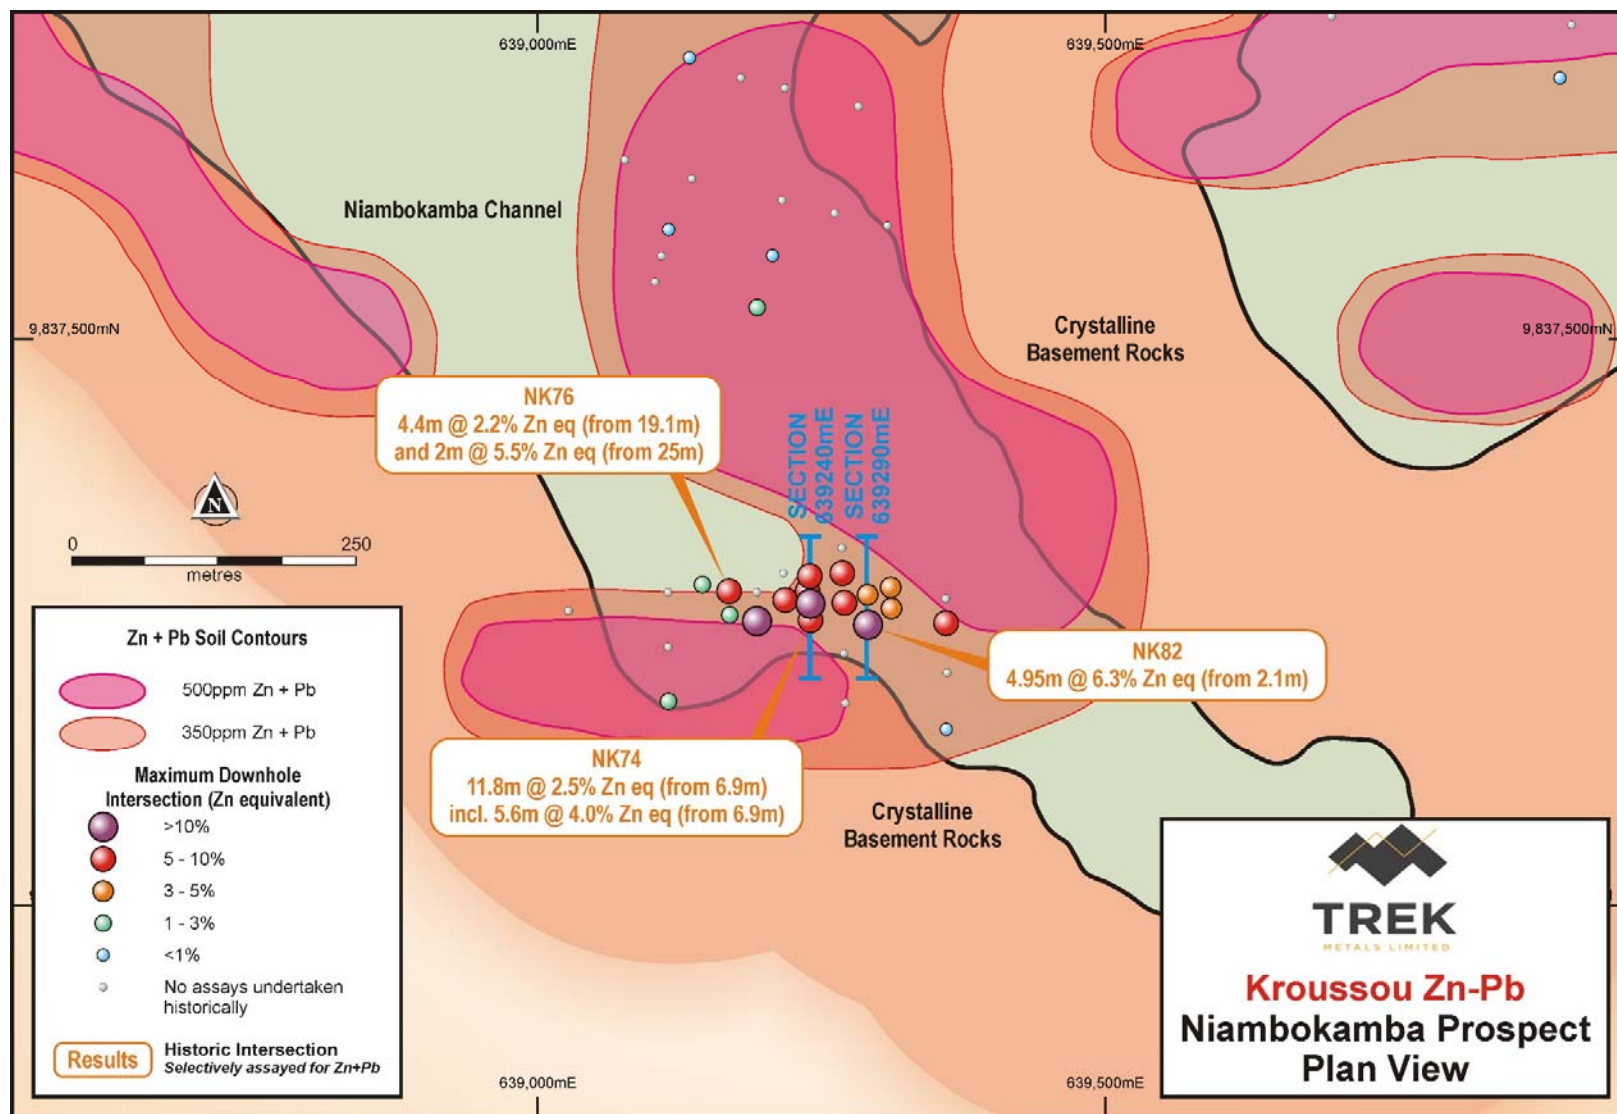 639,000mE
639,500mE
Niambokamba Channel
9,837,500mN
9,837,500mN
Crystalline
Basement Rocks
NK76
4.4m @ 2.2% Zn eq (from 19.1m)
and 2m @ 5.5% Zn eq (from 25m)
SECTION
639240mE
SECTION
639290mE
N
0 250
metres
NK82
4.95m @ 6.3% Zn eq (from 2.1m)
NK74
11.8m @ 2.5% Zn eq (from 6.9m)
incl. 5.6m @ 4.0% Zn eq (from 6.9m)
Crystalline
Basement Rocks
Zn + Pb Soil Contours
500ppm Zn + Pb
350ppm Zn + Pb
Maximum Downhole
Intersection (Zn equivalent)
>10%
5 - 10%
3 - 5%
1 - 3%
<1%
No assays undertaken
historically
Results
Historic Intersection
Selectively assayed for Zn+Pb
TREK
METALS LIMITED
Kroussou Zn-Pb
Niambokamba Prospect
Plan View
639,000mE
639,500mE